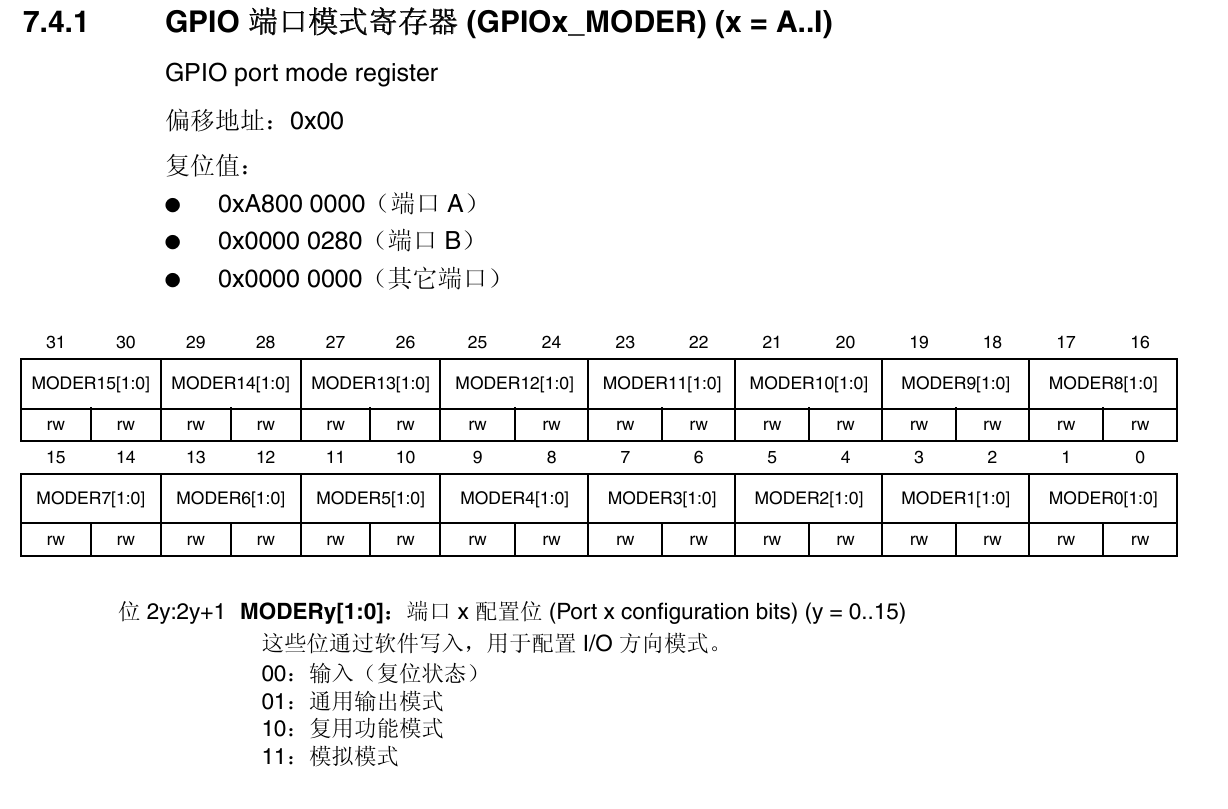 7.4.1 GPIO 端口模式寄存器 (GPIOx_MODER) (x = A..I)
GPIO port mode register
偏移地址：0x00
复位值：
● 0xA800 0000（端口 A）
● 0x0000 0280（端口 B）
● 0x0000 0000（其它端口）
31 30 29 28 27 26 25 24 23 22 21 20 19 18 17 16
MODER15[1:0] MODER14[1:0] MODER13[1:0] MODER12[1:0] MODER11[1:0] MODER10[1:0] MODER9[1:0] MODER8[1:0]
rw rw rw rw rw rw rw rw rw rw rw rw rw rw rw rw
15 14 13 12 11 10 9 8 7 6 5 4 3 2 1 0
MODER7[1:0] MODER6[1:0] MODER5[1:0] MODER4[1:0] MODER3[1:0] MODER2[1:0] MODER1[1:0] MODER0[1:0]
rw rw rw rw rw rw rw rw rw rw rw rw rw rw rw rw
位 2y:2y+1 MODERy[1:0]：端口 x 配置位 (Port x configuration bits) (y = 0..15)
这些位通过软件写入，用于配置 I/O 方向模式。
00：输入（复位状态）
01：通用输出模式
10：复用功能模式
11：模拟模式